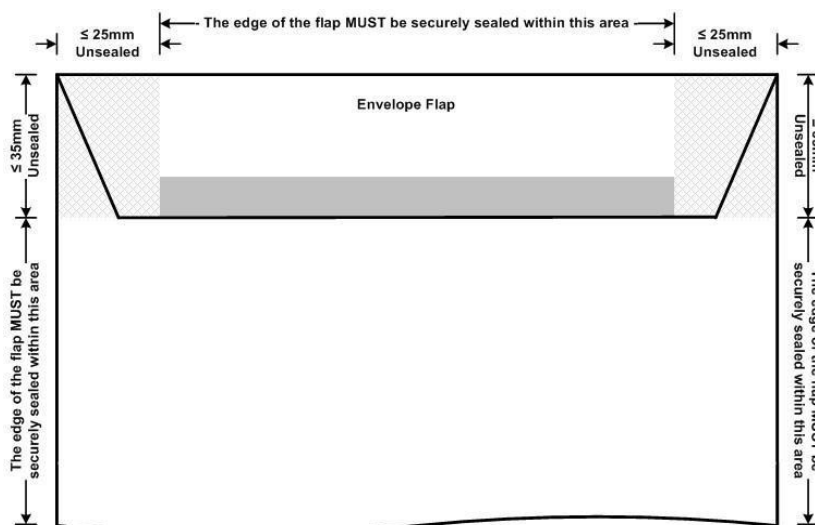 The edge of the flap MUST be securely sealed within this area
≤ 25mm
Unsealed
≤ 25mm
Unsealed
Envelope Flap
≤ 35mm
Unsealed
Unsealed
The edge of the flap MUST be
securely sealed within this area
securely sealed within this area